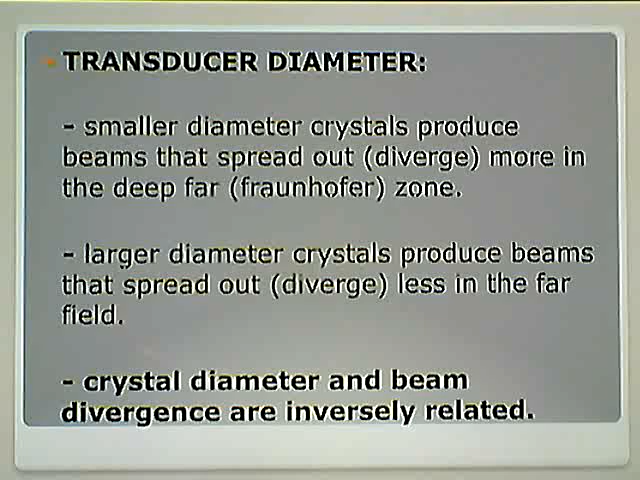 TRANSDUCER DIAMETER:
- smaller diameter crystals produce
beams that spread out (diverge) more in
the deep far (fraunhofer) zone.
- larger diameter crystals produce beams
that spread out (diverge) less in the far
field.
- crystal diameter and beam
divergence are inversely related.